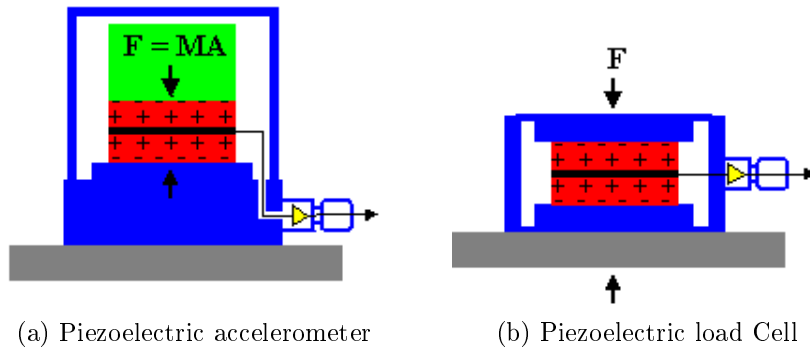 F = MA
F
(a) Piezoelectric accelerometer
(b) Piezoelectric load Cell